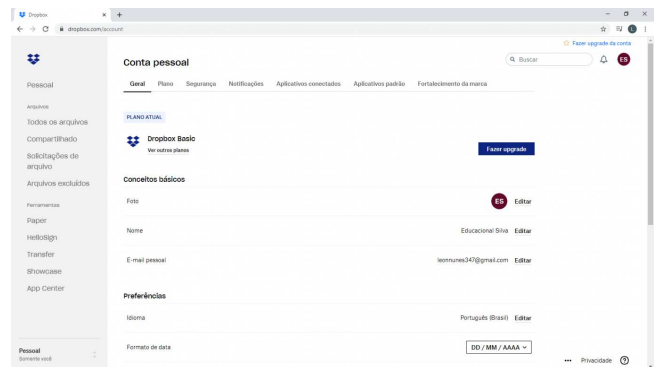 Dropbox
dropbox.com/account
L
Fazer upgrade da conta
Conta pessoal
Buscar
ES
Pessoal
Geral Plano Segurança Notificações Aplicativos conectados Aplicativos padrão Fortalecimento da marca
Arquivos
Todos os arquivos
Compartilhado
Solicitações de
arquivo
Arquivos excluídos
Ferramentas
Paper
HelloSign
Transfer
Showcase
App Center
Pessoal
Somente você
PLANO ATUAL
Dropbox Basic
Ver outros planos
Fazer upgrade
Conceitos básicos
Foto ES Editar
Nome Educacional Silva Editar
E-mail pessoal leonnunes347@gmail.com Editar
Preferências
Idioma Português (Brasil) Editar
Formato de data DD / MM / AAAA
Privacidade